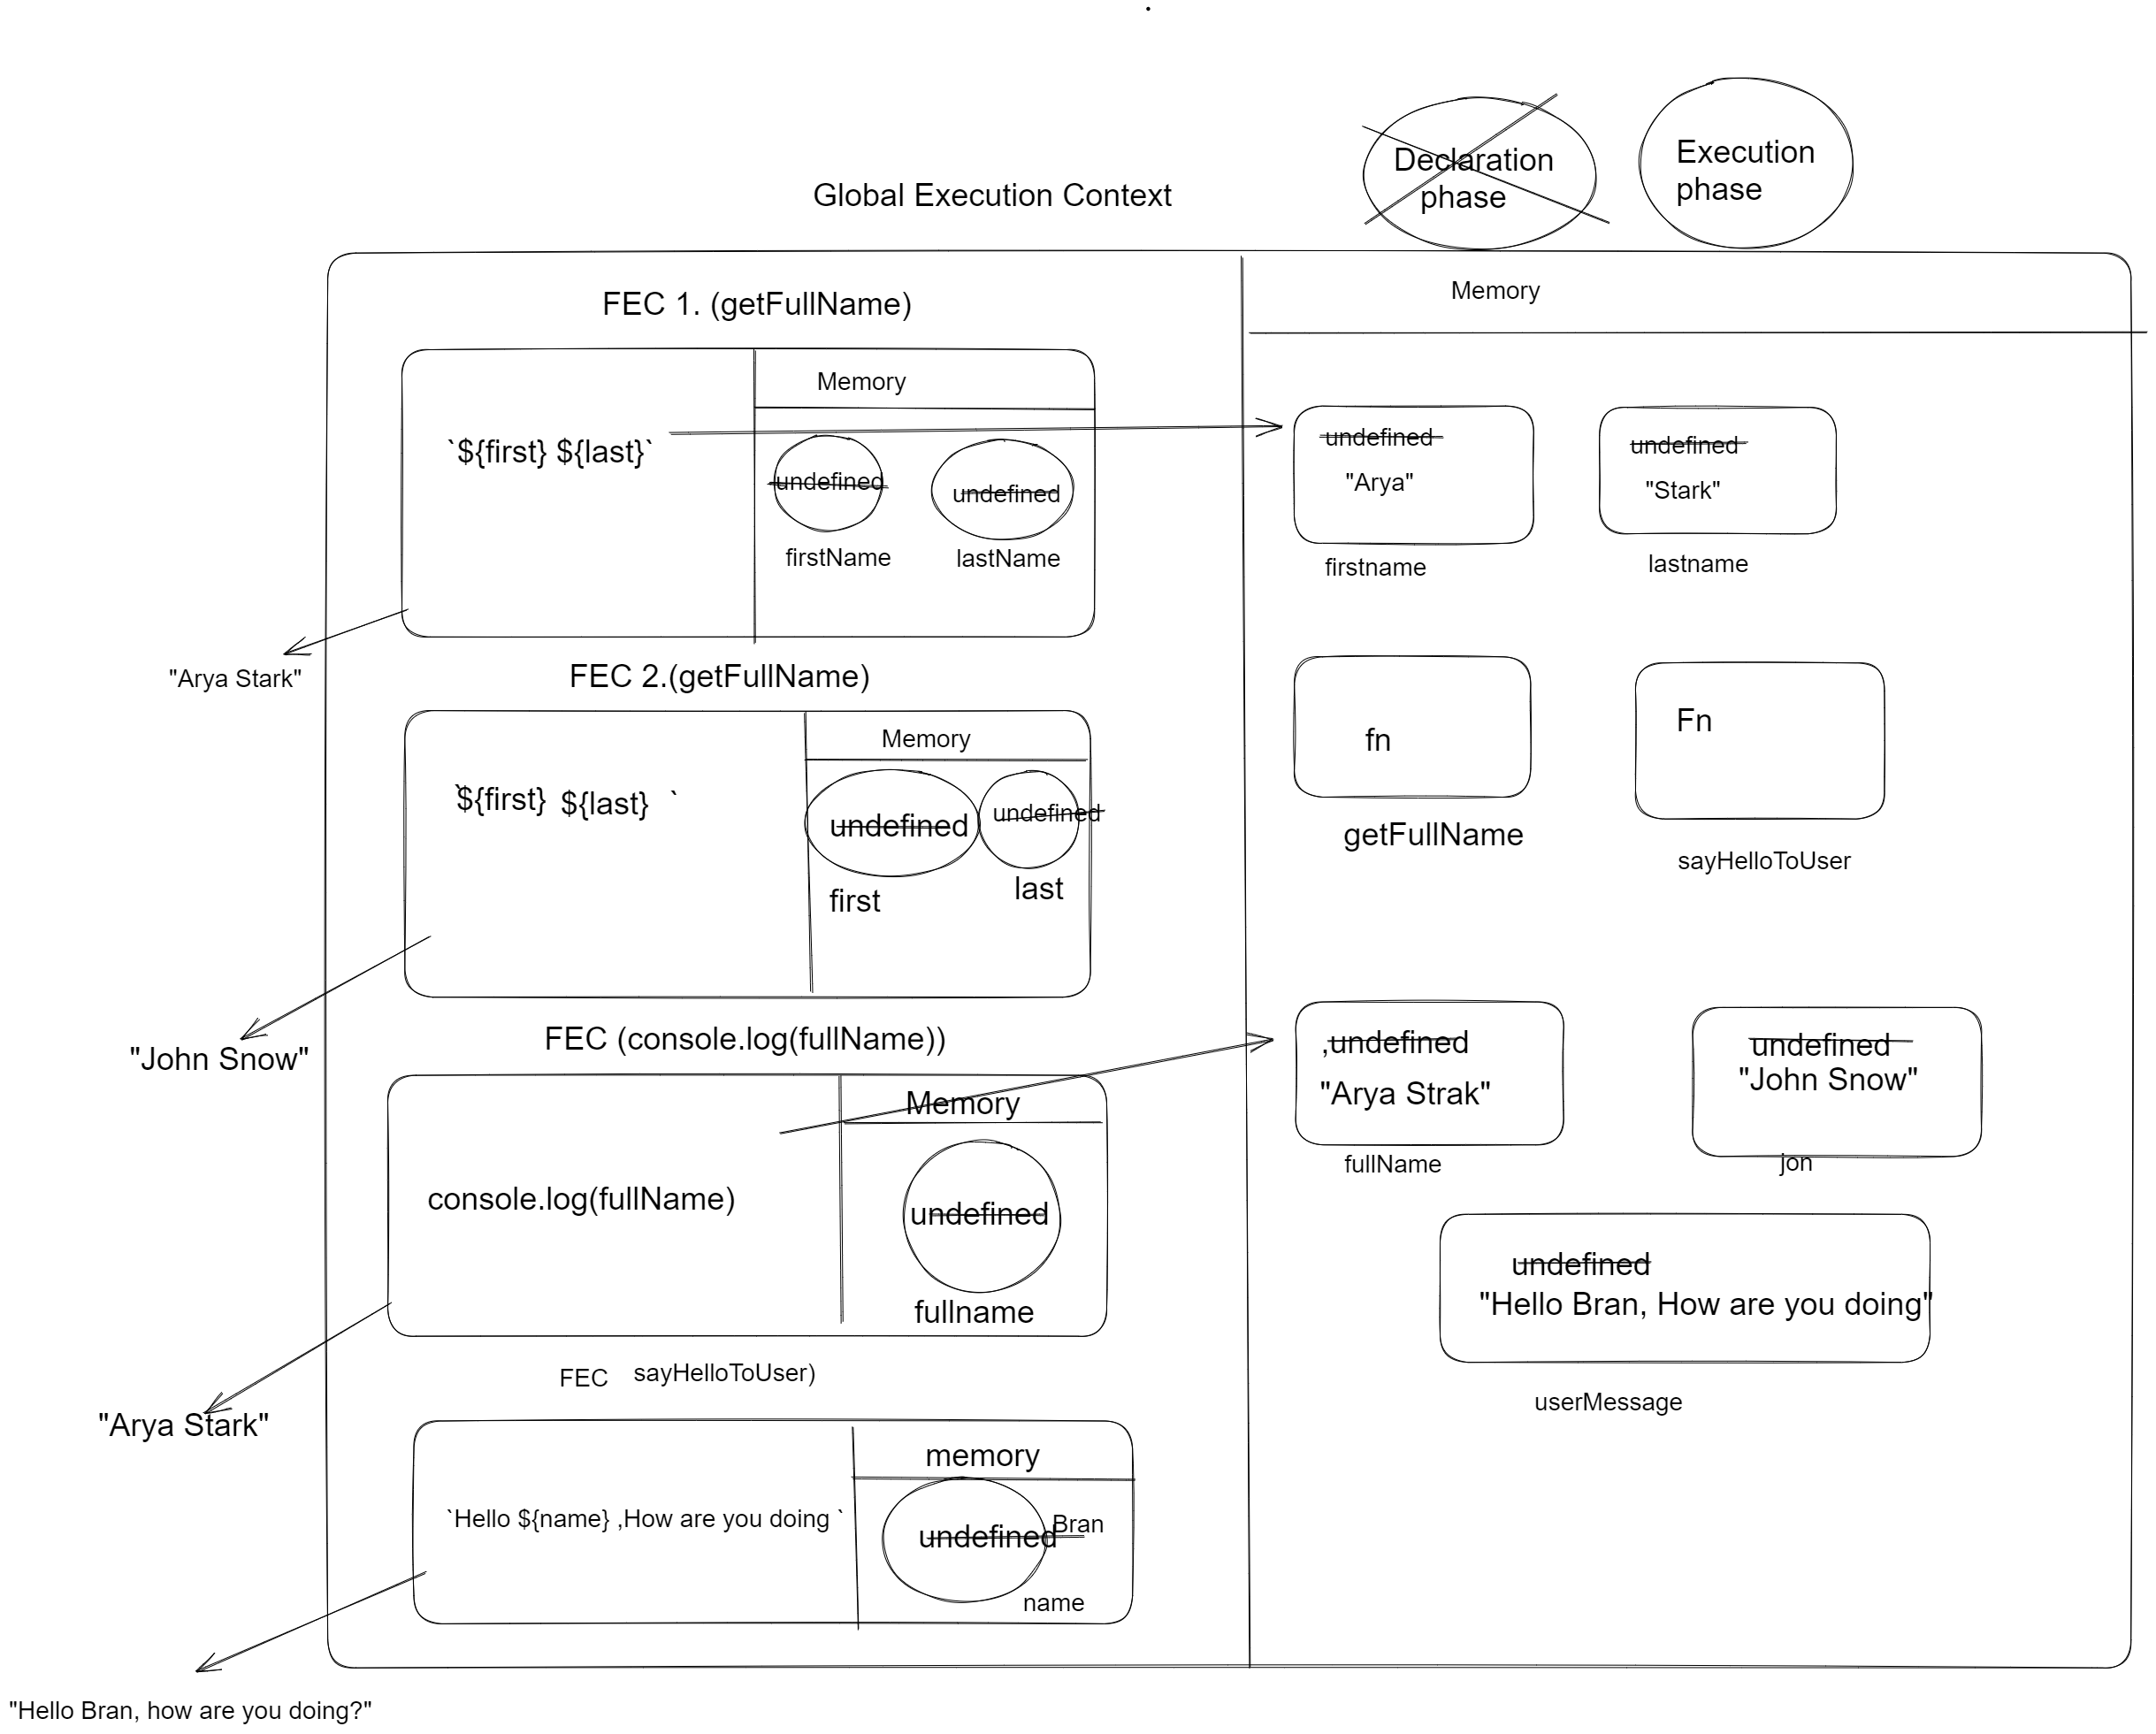 Declaration
phase
Execution
phase
Global Execution Context
FEC 1. (getFullName)
Memory
`${first} ${last}`
undefined
undefined
firstName
lastName
"Arya Stark"
FEC 2.(getFullName)
Memory
`${first} ${last} `
undefined
undefined
first
last
"John Snow"
FEC (console.log(fullName))
Memory
console.log(fullName)
undefined
fullname
"Arya Stark"
FEC sayHelloToUser)
memory
`Hello ${name} ,How are you doing `
undefined
Bran
name
"Hello Bran, how are you doing?"
Memory
undefined
"Arya"
firstname
undefined
"Stark"
lastname
fn
getFullName
Fn
sayHelloToUser
,undefined
"Arya Strak"
fullName
undefined
"John Snow"
jon
undefined
"Hello Bran, How are you doing"
userMessage